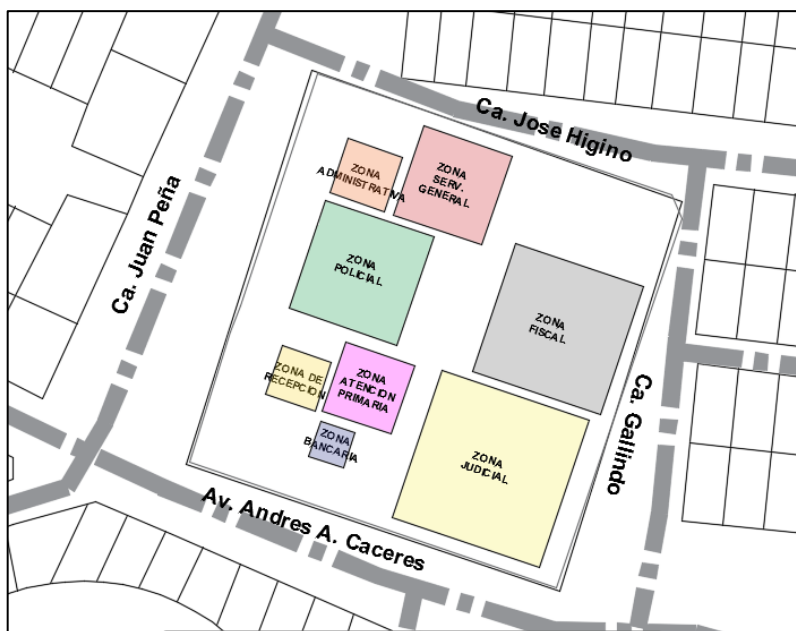 Ca. Jose Higino
Ca. Juan Peña
ZONA
ADMINISTRATIVA
ZONA
SERV.
GENERAL
ZONA
POLICIAL
ZONA
FISCAL
ZONA DE
RECEPCION
ZONA
ATENCION
PRIMARIA
ZONA
BANCARIA
ZONA
JUDICIAL
Ca. Gallindo
Av. Andres A. Caceres